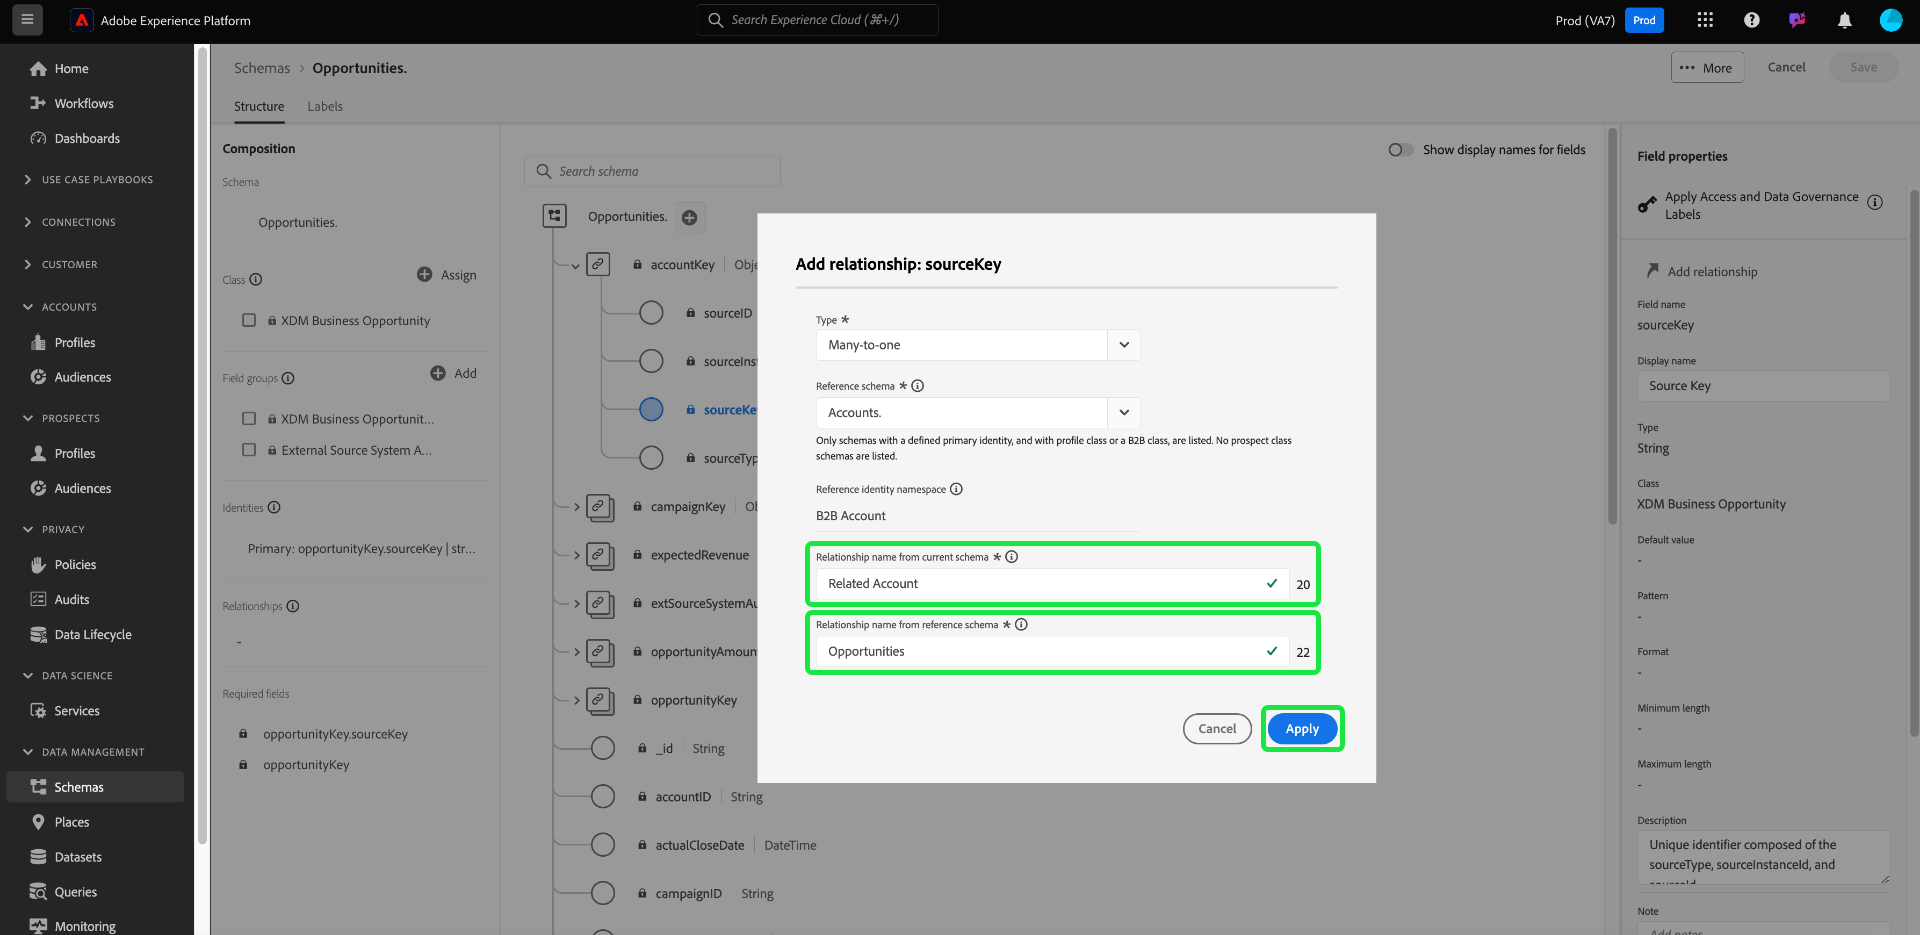 Adobe Experience Platform
Search Experience Cloud (⌘+/)
Prod (VA7)
Prod
Home
Workflows
Dashboards
USE CASE PLAYBOOKS
CONNECTIONS
CUSTOMER
ACCOUNTS
Profiles
Audiences
PROSPECTS
Profiles
Audiences
PRIVACY
Policies
Audits
Data Lifecycle
DATA SCIENCE
Services
DATA MANAGEMENT
Schemas
Places
Datasets
Queries
Monitoring
Schemas > Opportunities.
••• More
Cancel
Save
Structure
Labels
Composition
Schema
Opportunities.
Class
Assign
XDM Business Opportunity
Field groups
Add
XDM Business Opportunit...
External Source System A...
Identities
Primary: opportunityKey.sourceKey | str...
Relationships
-
Required fields
opportunityKey.sourceKey
opportunityKey
Search schema
Show display names for fields
Opportunities.
accountKey | Obje
sourceID
sourceInst
sourceKe
sourceTyp
campaignKey | Ob
expectedRevenue
extSourceSystemAu
opportunityAmoun
opportunityKey
_id | String
accountID | String
actualCloseDate | DateTime
campaignID | String
Add relationship: sourceKey
Type *
Many-to-one
Reference schema *
Accounts.
Only schemas with a defined primary identity, and with profile class or a B2B class, are listed. No prospect class
schemas are listed.
Reference identity namespace
B2B Account
Relationship name from current schema *
Related Account
20
Relationship name from reference schema *
Opportunities
22
Cancel
Apply
Field properties
Apply Access and Data Governance
Labels
Add relationship
Field name
sourceKey
Display name
Source Key
Type
String
Class
XDM Business Opportunity
Default value
-
Pattern
-
Format
-
Minimum length
-
Maximum length
-
Description
Unique identifier composed of the
sourceType, sourceInstanceId, and
Note
Add notes